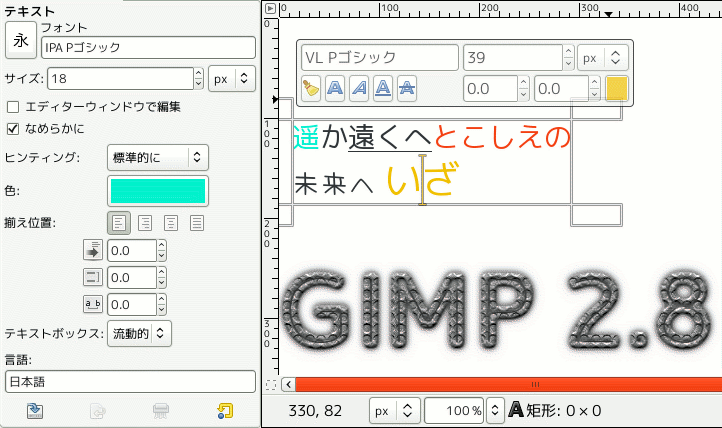 テキスト
永
フォント
IPA Pゴシック
サイズ: 18 px
エディターウィンドウで編集
なめらかに
ヒンティング: 標準的に
色:
揃え位置:
0.0
0.0
a_b 0.0
テキストボックス: 流動的
言語:
日本語
0 100 200 300 400
0
100
200
300
VL Pゴシック 39 px
A A A A 0.0 0.0
遥か遠くへとこしえの
未来へ いざ
GIMP 2.8
330, 82 px 100% A 矩形: 0 × 0